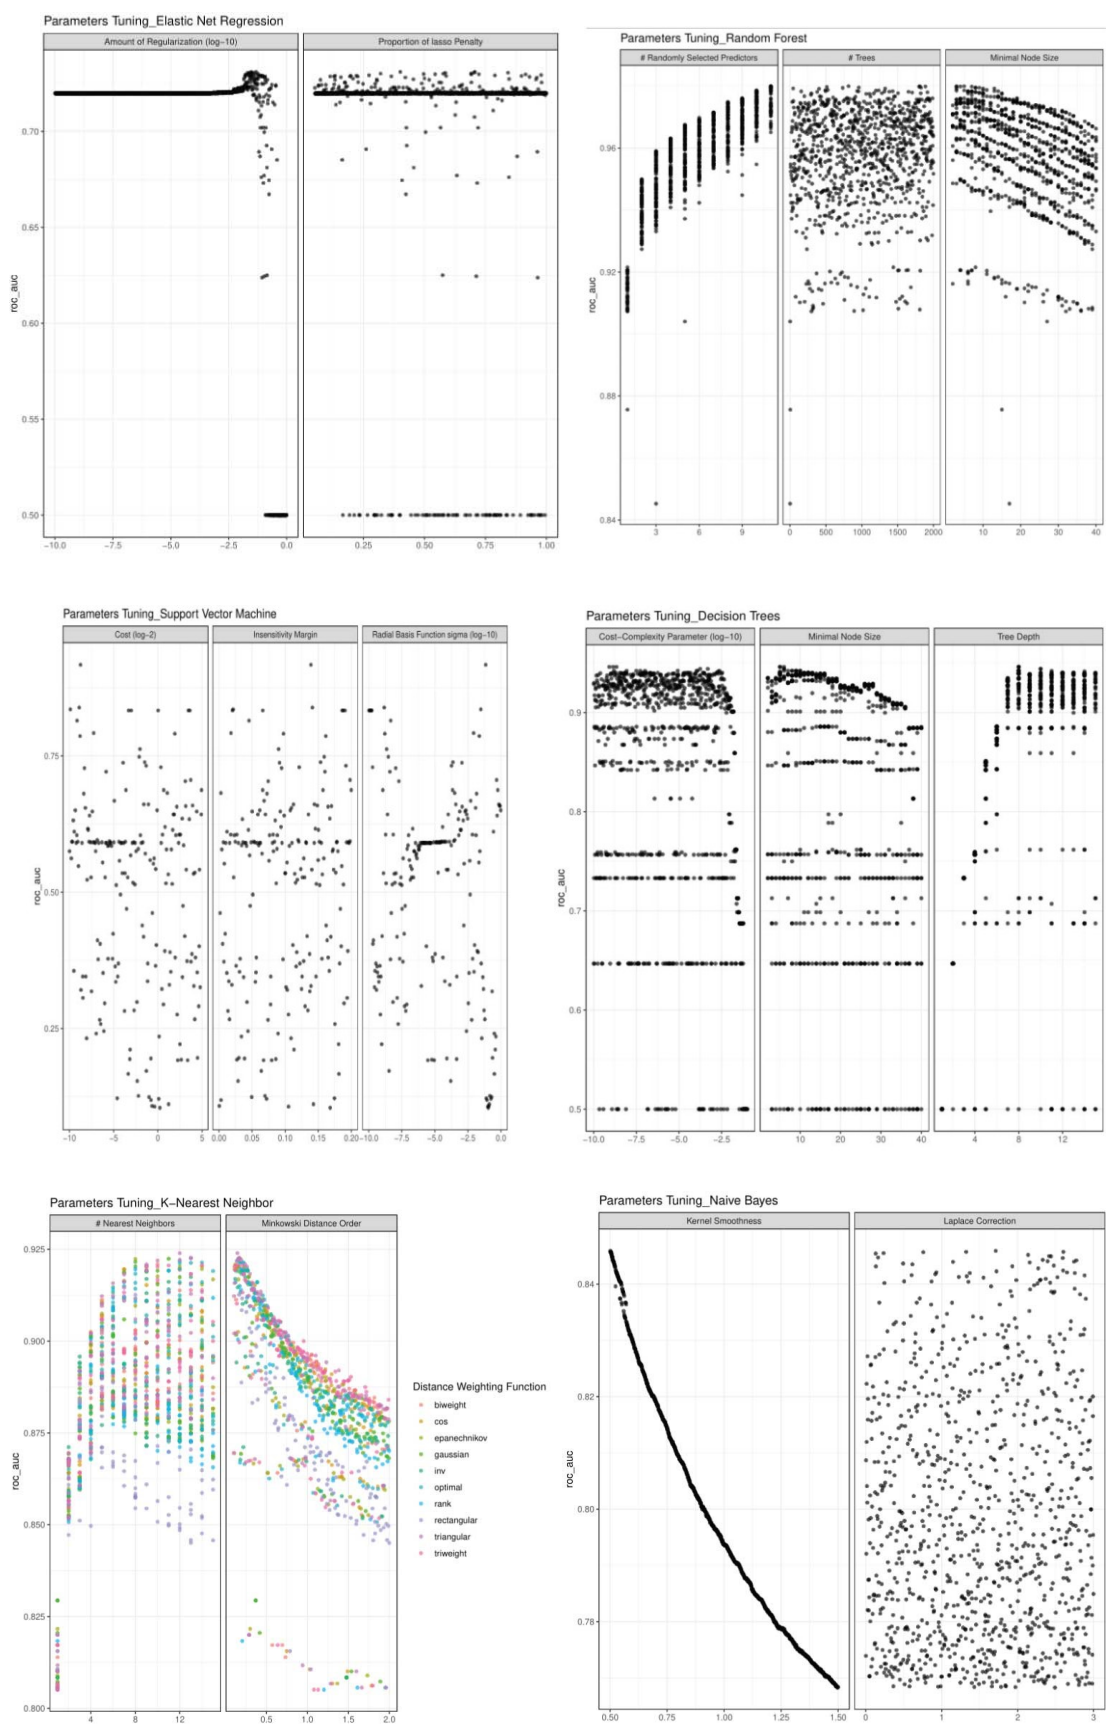 Parameters Tuning_Elastic Net Regression
Amount of Regularization (log−10)
Proportion of lasso Penalty
roc_auc
0.70
0.65
0.60
0.55
0.50
−10.0 −7.5 −5.0 −2.5 0.0
0.25 0.50 0.75 1.00
Parameters Tuning_Random Forest
# Randomly Selected Predictors
# Trees
Minimal Node Size
roc_auc
0.96
0.92
0.88
0.84
3 6 9
0 500 1000 1500 2000
10 20 30 40
Parameters Tuning_Support Vector Machine
Cost (log−2)
Insensitivity Margin
Radial Basis Function sigma (log−10)
roc_auc
0.75
0.50
0.25
−10 −5 0 5
0.00 0.05 0.10 0.15 0.20
−10.0 −7.5 −5.0 −2.5 0.0
Parameters Tuning_Decision Trees
Cost−Complexity Parameter (log−10)
Minimal Node Size
Tree Depth
roc_auc
0.9
0.8
0.7
0.6
0.5
−10.0 −7.5 −5.0 −2.5
10 20 30 40
4 8 12
Parameters Tuning_K−Nearest Neighbor
# Nearest Neighbors
Minkowski Distance Order
roc_auc
0.925
0.900
0.875
0.850
0.825
0.800
4 8 12
0.5 1.0 1.5 2.0
Distance Weighting Function
biweight
cos
epanechnikov
gaussian
inv
optimal
rank
rectangular
triangular
triweight
Parameters Tuning_Naive Bayes
Kernel Smoothness
Laplace Correction
roc_auc
0.84
0.82
0.80
0.78
0.50 0.75 1.00 1.25 1.50
0 1 2 3